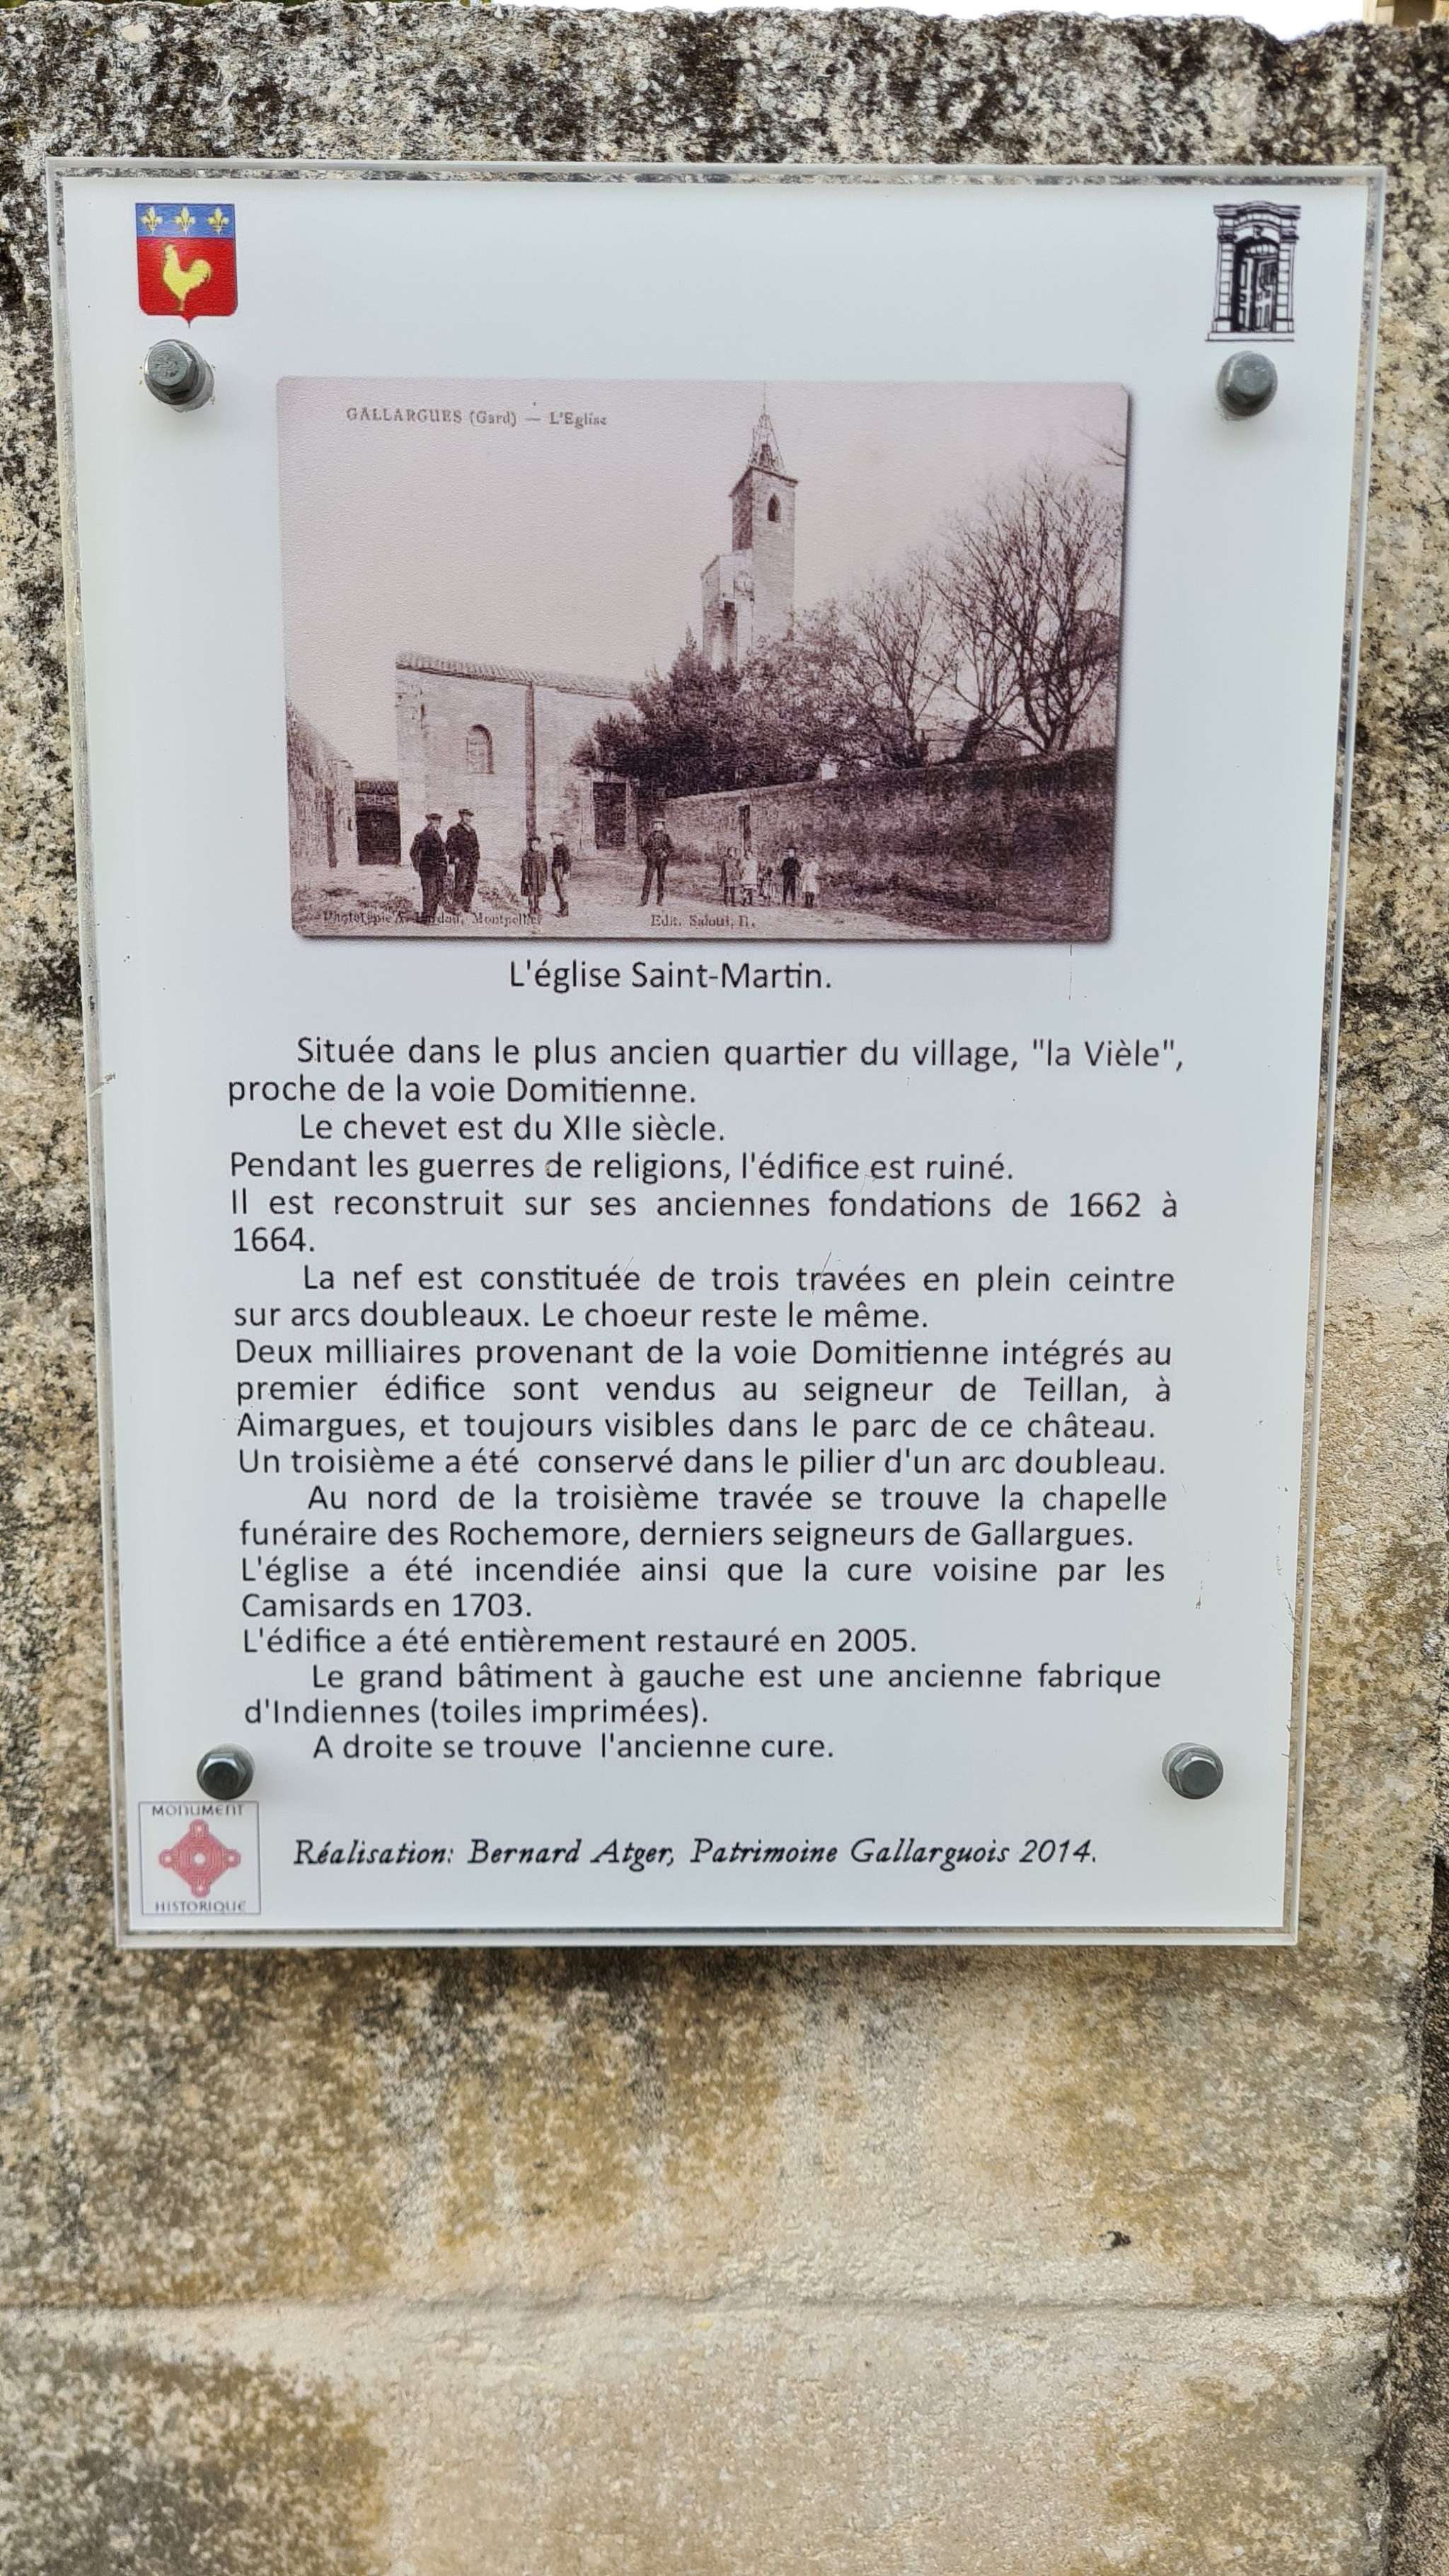 GALLARGUES (Gard) — L'Eglise
Phototypie Montpellier
Edit. Salout,
L'église Saint-Martin.
Située dans le plus ancien quartier du village, "la Vièle",
proche de la voie Domitienne.
Le chevet est du XIIe siècle.
Pendant les guerres de religions, l'édifice est ruiné.
Il est reconstruit sur ses anciennes fondations de 1662 à
1664.
La nef est constituée de trois travées en plein ceintre
sur arcs doubleaux. Le choeur reste le même.
Deux milliaires provenant de la voie Domitienne intégrés au
premier édifice sont vendus au seigneur de Teillan, à
Aimargues, et toujours visibles dans le parc de ce château.
Un troisième a été conservé dans le pilier d'un arc doubleau.
Au nord de la troisième travée se trouve la chapelle
funéraire des Rochemore, derniers seigneurs de Gallargues.
L'église a été incendiée ainsi que la cure voisine par les
Camisards en 1703.
L'édifice a été entièrement restauré en 2005.
Le grand bâtiment à gauche est une ancienne fabrique
d'Indiennes (toiles imprimées).
A droite se trouve l'ancienne cure.
MONUMENT
HISTORIQUE
Réalisation: Bernard Atger, Patrimoine Gallarguois 2014.